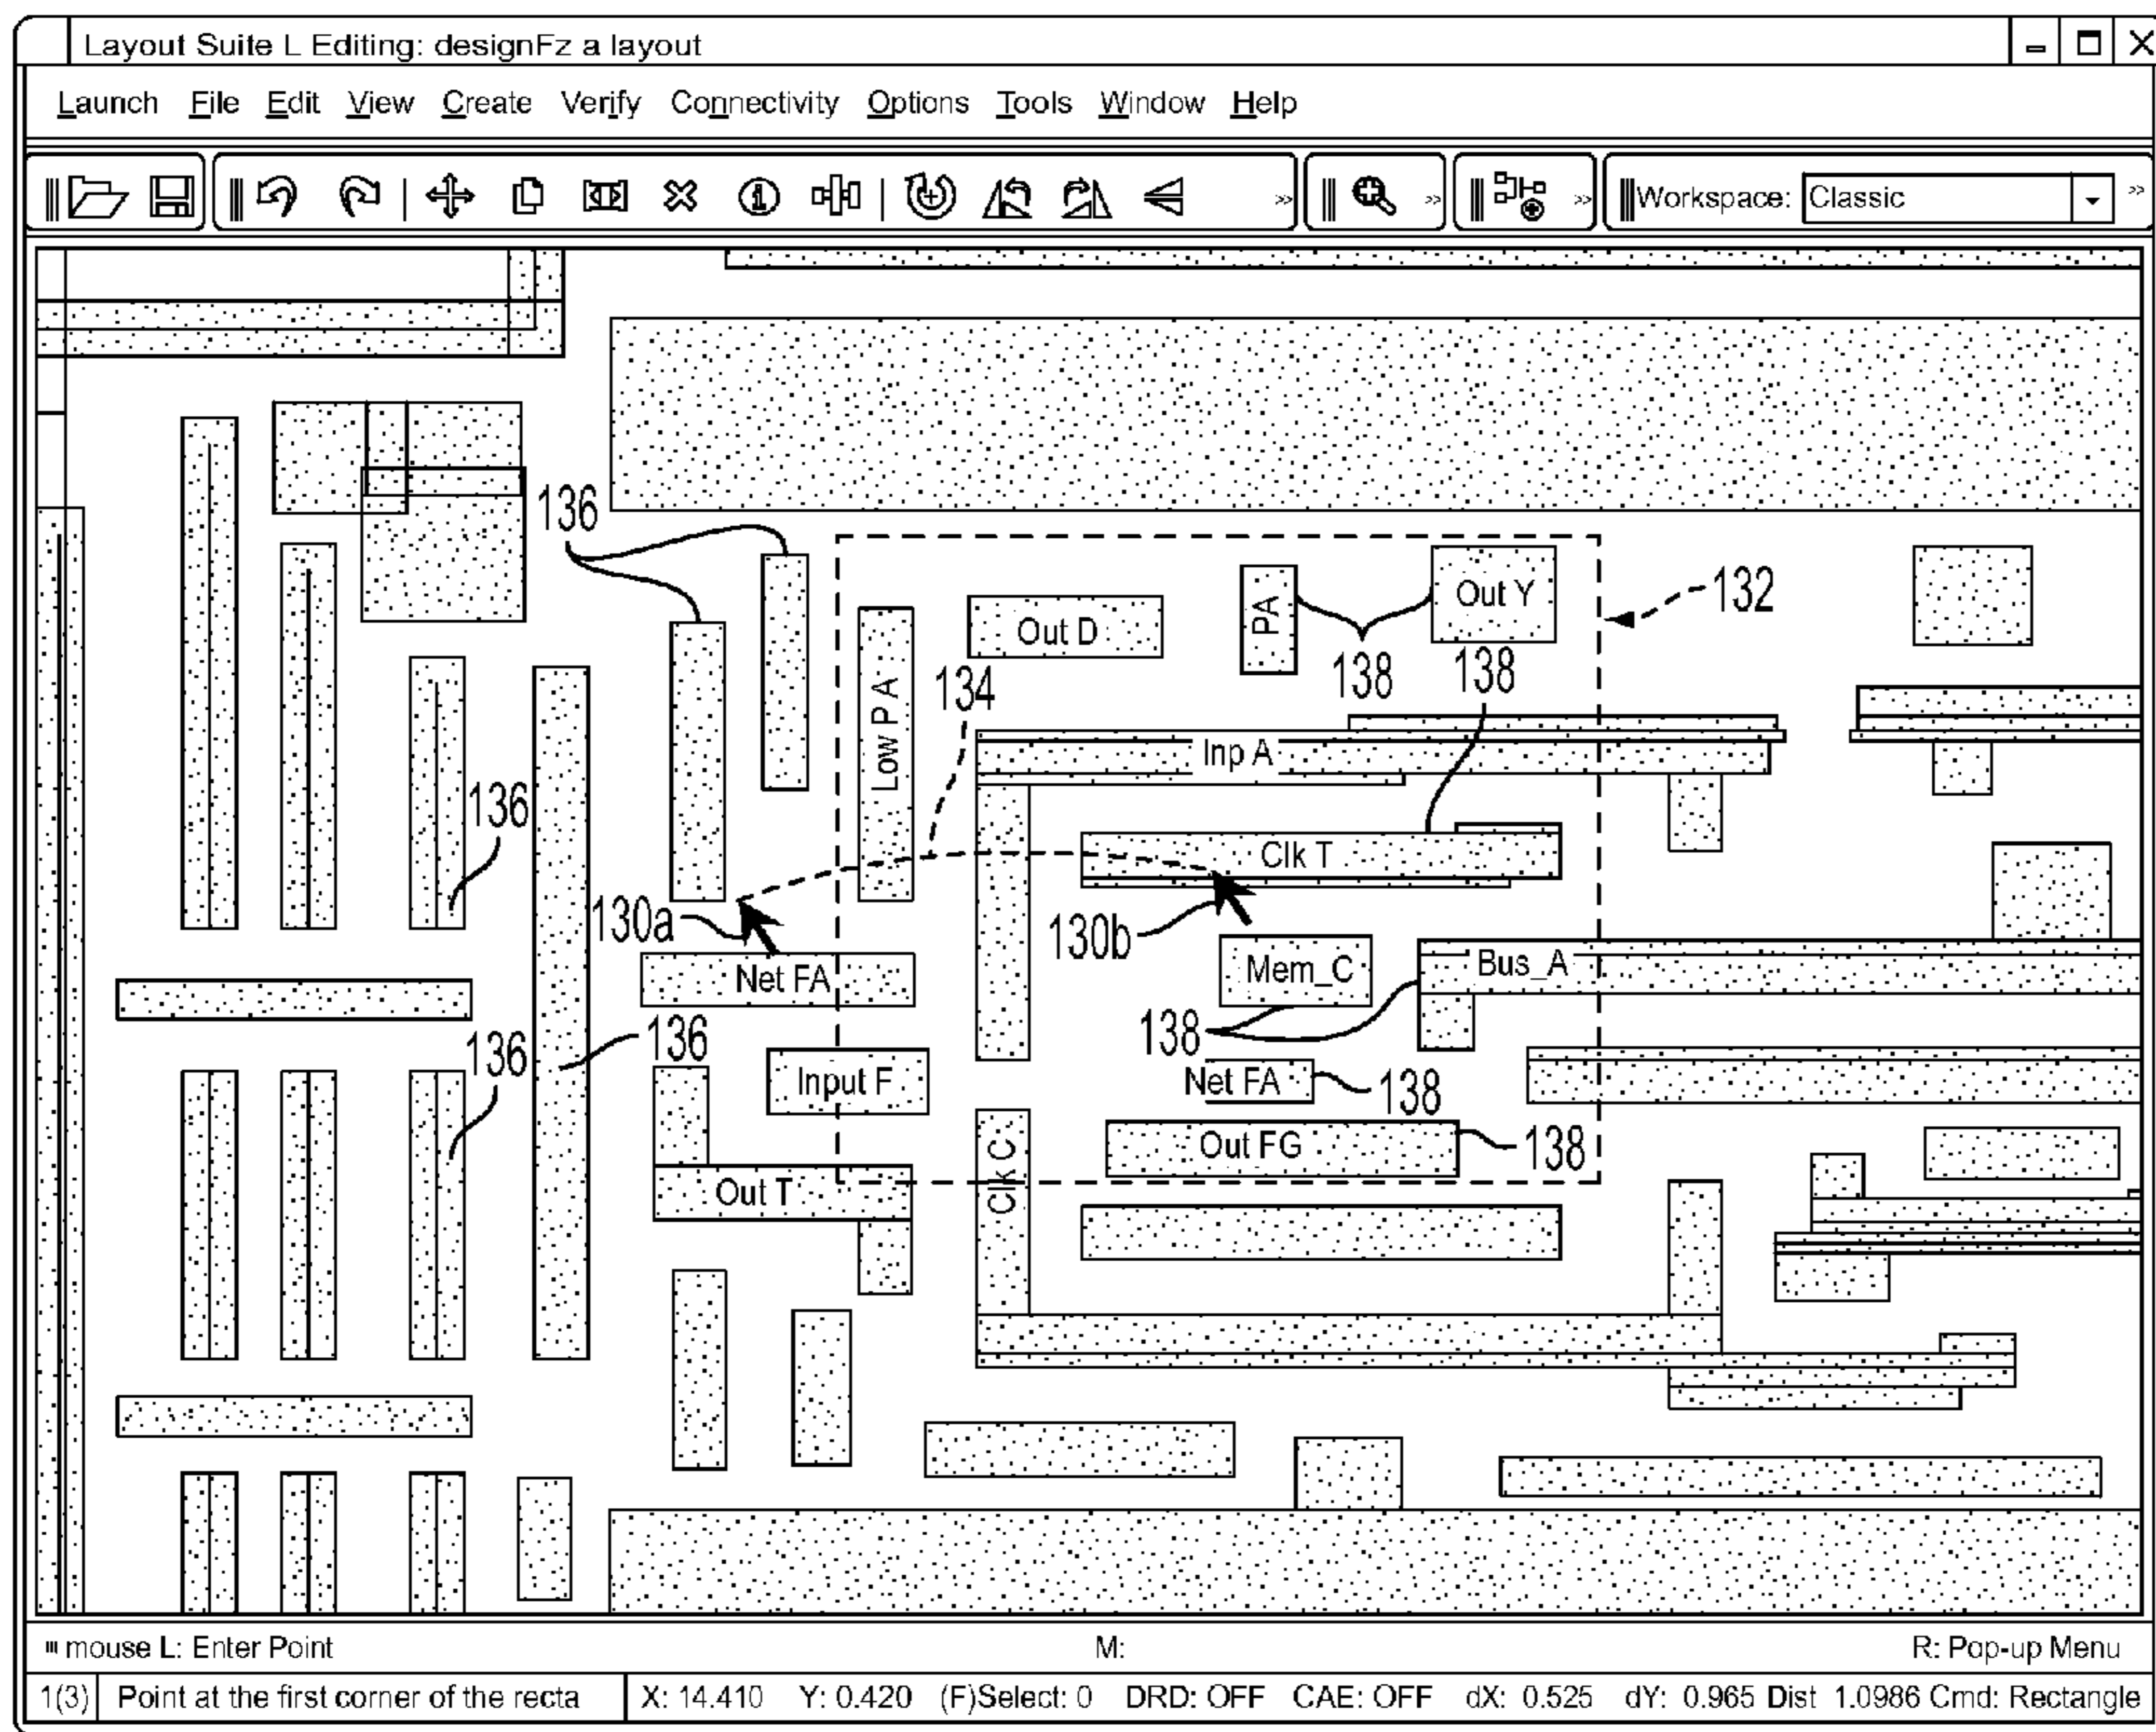 Layout Suite L Editing: designFz a layout
Launch File Edit View Create Verify Connectivity Options Tools Window Help
Workspace: Classic
136
Out D
PA
Out Y
132
138
138
134
Low P A
Inp A
136
Clk T
130a
130b
Net FA
Mem_C
Bus_A
138
136
136
Input F
Net FA
138
Clk C
Out FG
138
Out T
mouse L: Enter Point M: R: Pop-up Menu
1(3) Point at the first corner of the recta X: 14.410 Y: 0.420 (F)Select: 0 DRD: OFF CAE: OFF dX: 0.525 dY: 0.965 Dist 1.0986 Cmd: Rectangle